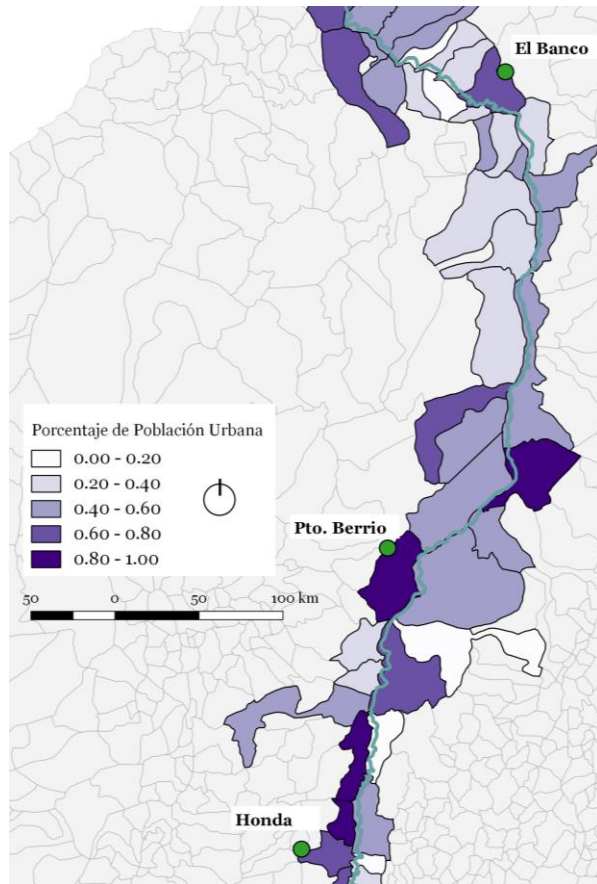 El Banco
Porcentaje de Población Urbana
0.00 - 0.20
0.20 - 0.40
0.40 - 0.60
0.60 - 0.80
0.80 - 1.00
Pto. Berrio
50 0 50 100 km
Honda